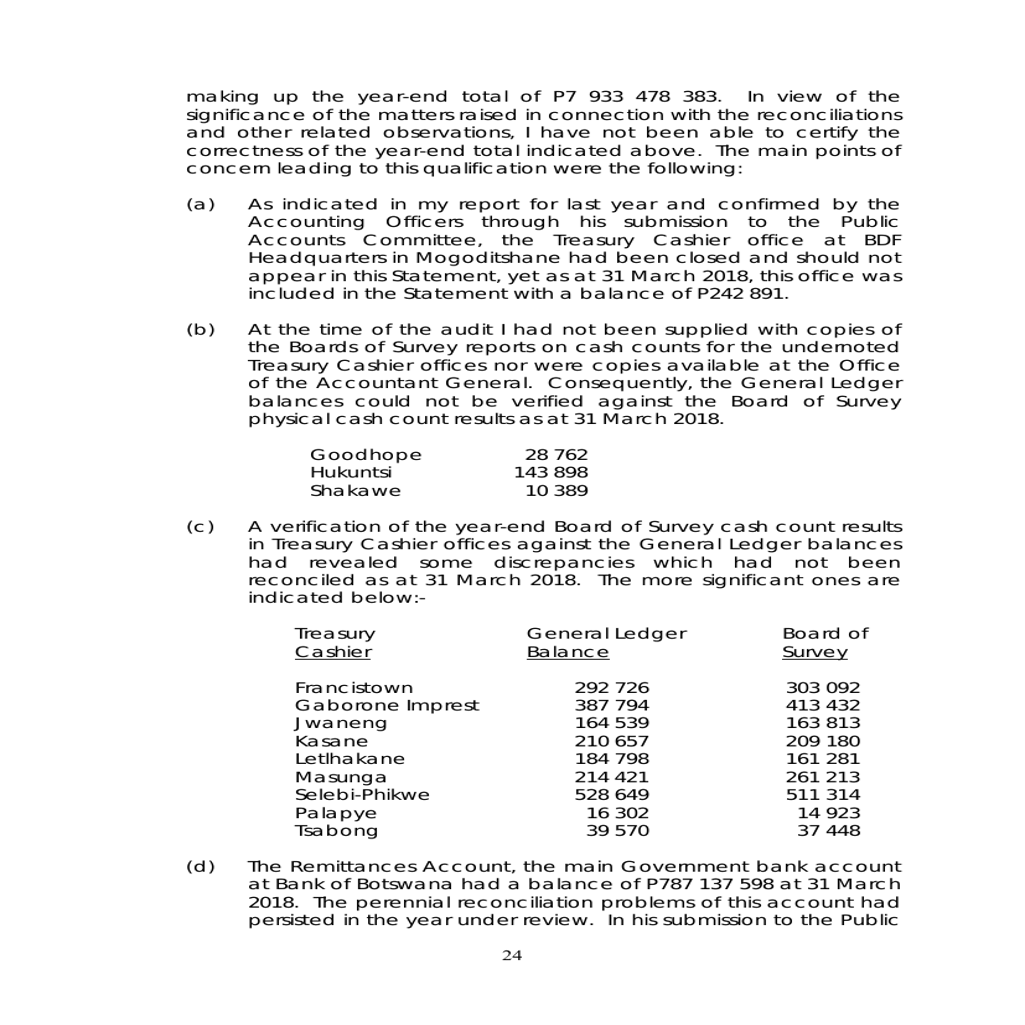 making up the year-end total of P7 933 478 383. In view of the
significance of the matters raised in connection with the reconciliations
and other related observations, I have not been able to certify the
correctness of the year-end total indicated above. The main points of
concern leading to this qualification were the following:
(a) As indicated in my report for last year and confirmed by the
Accounting Officers through his submission to the Public
Accounts Committee, the Treasury Cashier office at BDF
Headquarters in Mogoditshane had been closed and should not
appear in this Statement, yet as at 31 March 2018, this office was
included in the Statement with a balance of P242 891.
(b) At the time of the audit I had not been supplied with copies of
the Boards of Survey reports on cash counts for the undernoted
Treasury Cashier offices nor were copies available at the Office
of the Accountant General. Consequently, the General Ledger
balances could not be verified against the Board of Survey
physical cash count results as at 31 March 2018.
Goodhope 28 762
Hukuntsi 143 898
Shakawe 10 389
(c) A verification of the year-end Board of Survey cash count results
in Treasury Cashier offices against the General Ledger balances
had revealed some discrepancies which had not been
reconciled as at 31 March 2018. The more significant ones are
indicated below:-
Treasury General Ledger Board of
Cashier Balance Survey
Francistown 292 726 303 092
Gaborone Imprest 387 794 413 432
Jwaneng 164 539 163 813
Kasane 210 657 209 180
Letlhakane 184 798 161 281
Masunga 214 421 261 213
Selebi-Phikwe 528 649 511 314
Palapye 16 302 14 923
Tsabong 39 570 37 448
(d) The Remittances Account, the main Government bank account
at Bank of Botswana had a balance of P787 137 598 at 31 March
2018. The perennial reconciliation problems of this account had
persisted in the year under review. In his submission to the Public
24